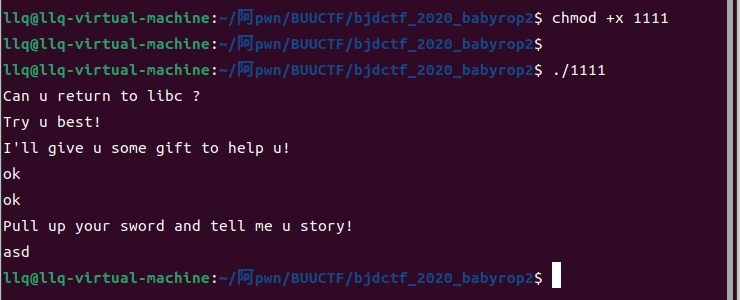 llq@llq-virtual-machine:~/阿pwn/BUUCTF/bjdctf_2020_babyrop2$ chmod +x 1111
llq@llq-virtual-machine:~/阿pwn/BUUCTF/bjdctf_2020_babyrop2$
llq@llq-virtual-machine:~/阿pwn/BUUCTF/bjdctf_2020_babyrop2$ ./1111
Can u return to libc ?
Try u best!
I'll give u some gift to help u!
ok
ok
Pull up your sword and tell me u story!
asd
llq@llq-virtual-machine:~/阿pwn/BUUCTF/bjdctf_2020_babyrop2$